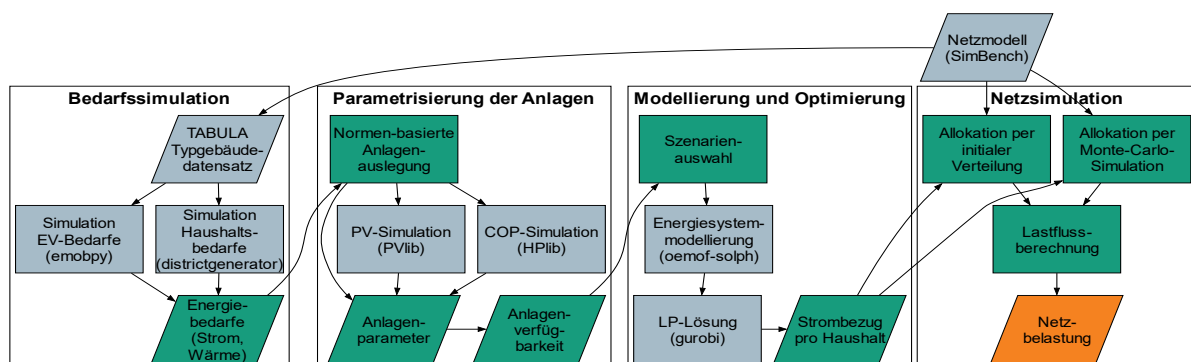 Netzmodell
(SimBench)
Bedarfssimulation
TABULA
Typgebäude-
datensatz
Simulation
EV-Bedarfe
(emobpy)
Simulation
Haushalts-
bedarfe
(districtgenerator)
Energie-
bedarfe
(Strom,
Wärme)
Parametrisierung der Anlagen
Normen-basierte
Anlagen-
auslegung
PV-Simulation
(PVlib)
COP-Simulation
(HPlib)
Anlagen-
parameter
Anlagen-
verfüg-
barkeit
Modellierung und Optimierung
Szenarien-
auswahl
Energiesystem-
modellierung
(oemof-solph)
LP-Lösung
(gurobi)
Strombezug
pro Haushalt
Netzsimulation
Allokation per
initialer
Verteilung
Allokation per
Monte-Carlo-
Simulation
Lastfluss-
berechnung
Netz-
belastung